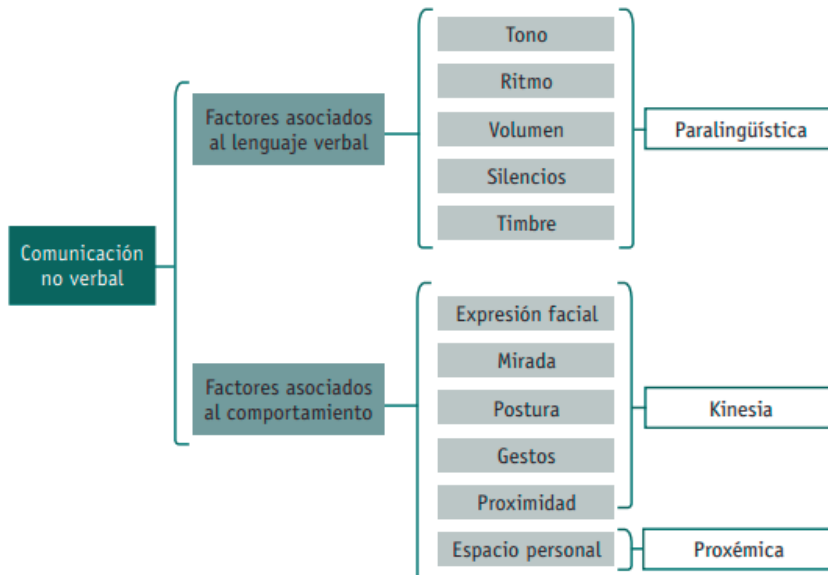 Comunicación
no verbal
Factores asociados
al lenguaje verbal
Tono
Ritmo
Volumen
Silencios
Timbre
Paralingüística
Factores asociados
al comportamiento
Expresión facial
Mirada
Postura
Gestos
Proximidad
Kinesia
Espacio personal
Proxémica